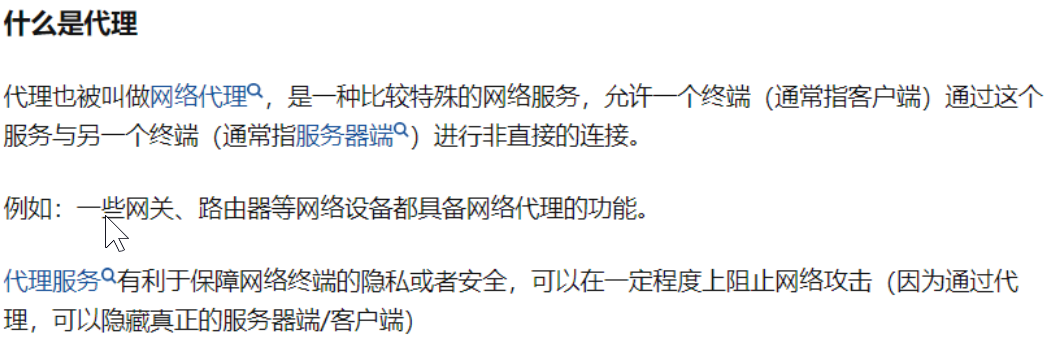 什么是代理
代理也被叫做网络代理，是一种比较特殊的网络服务，允许一个终端（通常指客户端）通过这个
服务与另一个终端（通常指服务器端）进行非直接的连接。
例如：一些网关、路由器等网络设备都具备网络代理的功能。
代理服务有利于保障网络终端的隐私或者安全，可以在一定程度上阻止网络攻击（因为通过代
理，可以隐藏真正的服务器端/客户端）